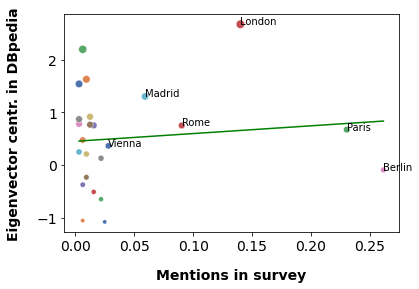 Eigenvector centr. in DBpedia
2
1
0
−1
London
Madrid
Rome
Paris
Vienna
Berlin
0.00 0.05 0.10 0.15 0.20 0.25
Mentions in survey